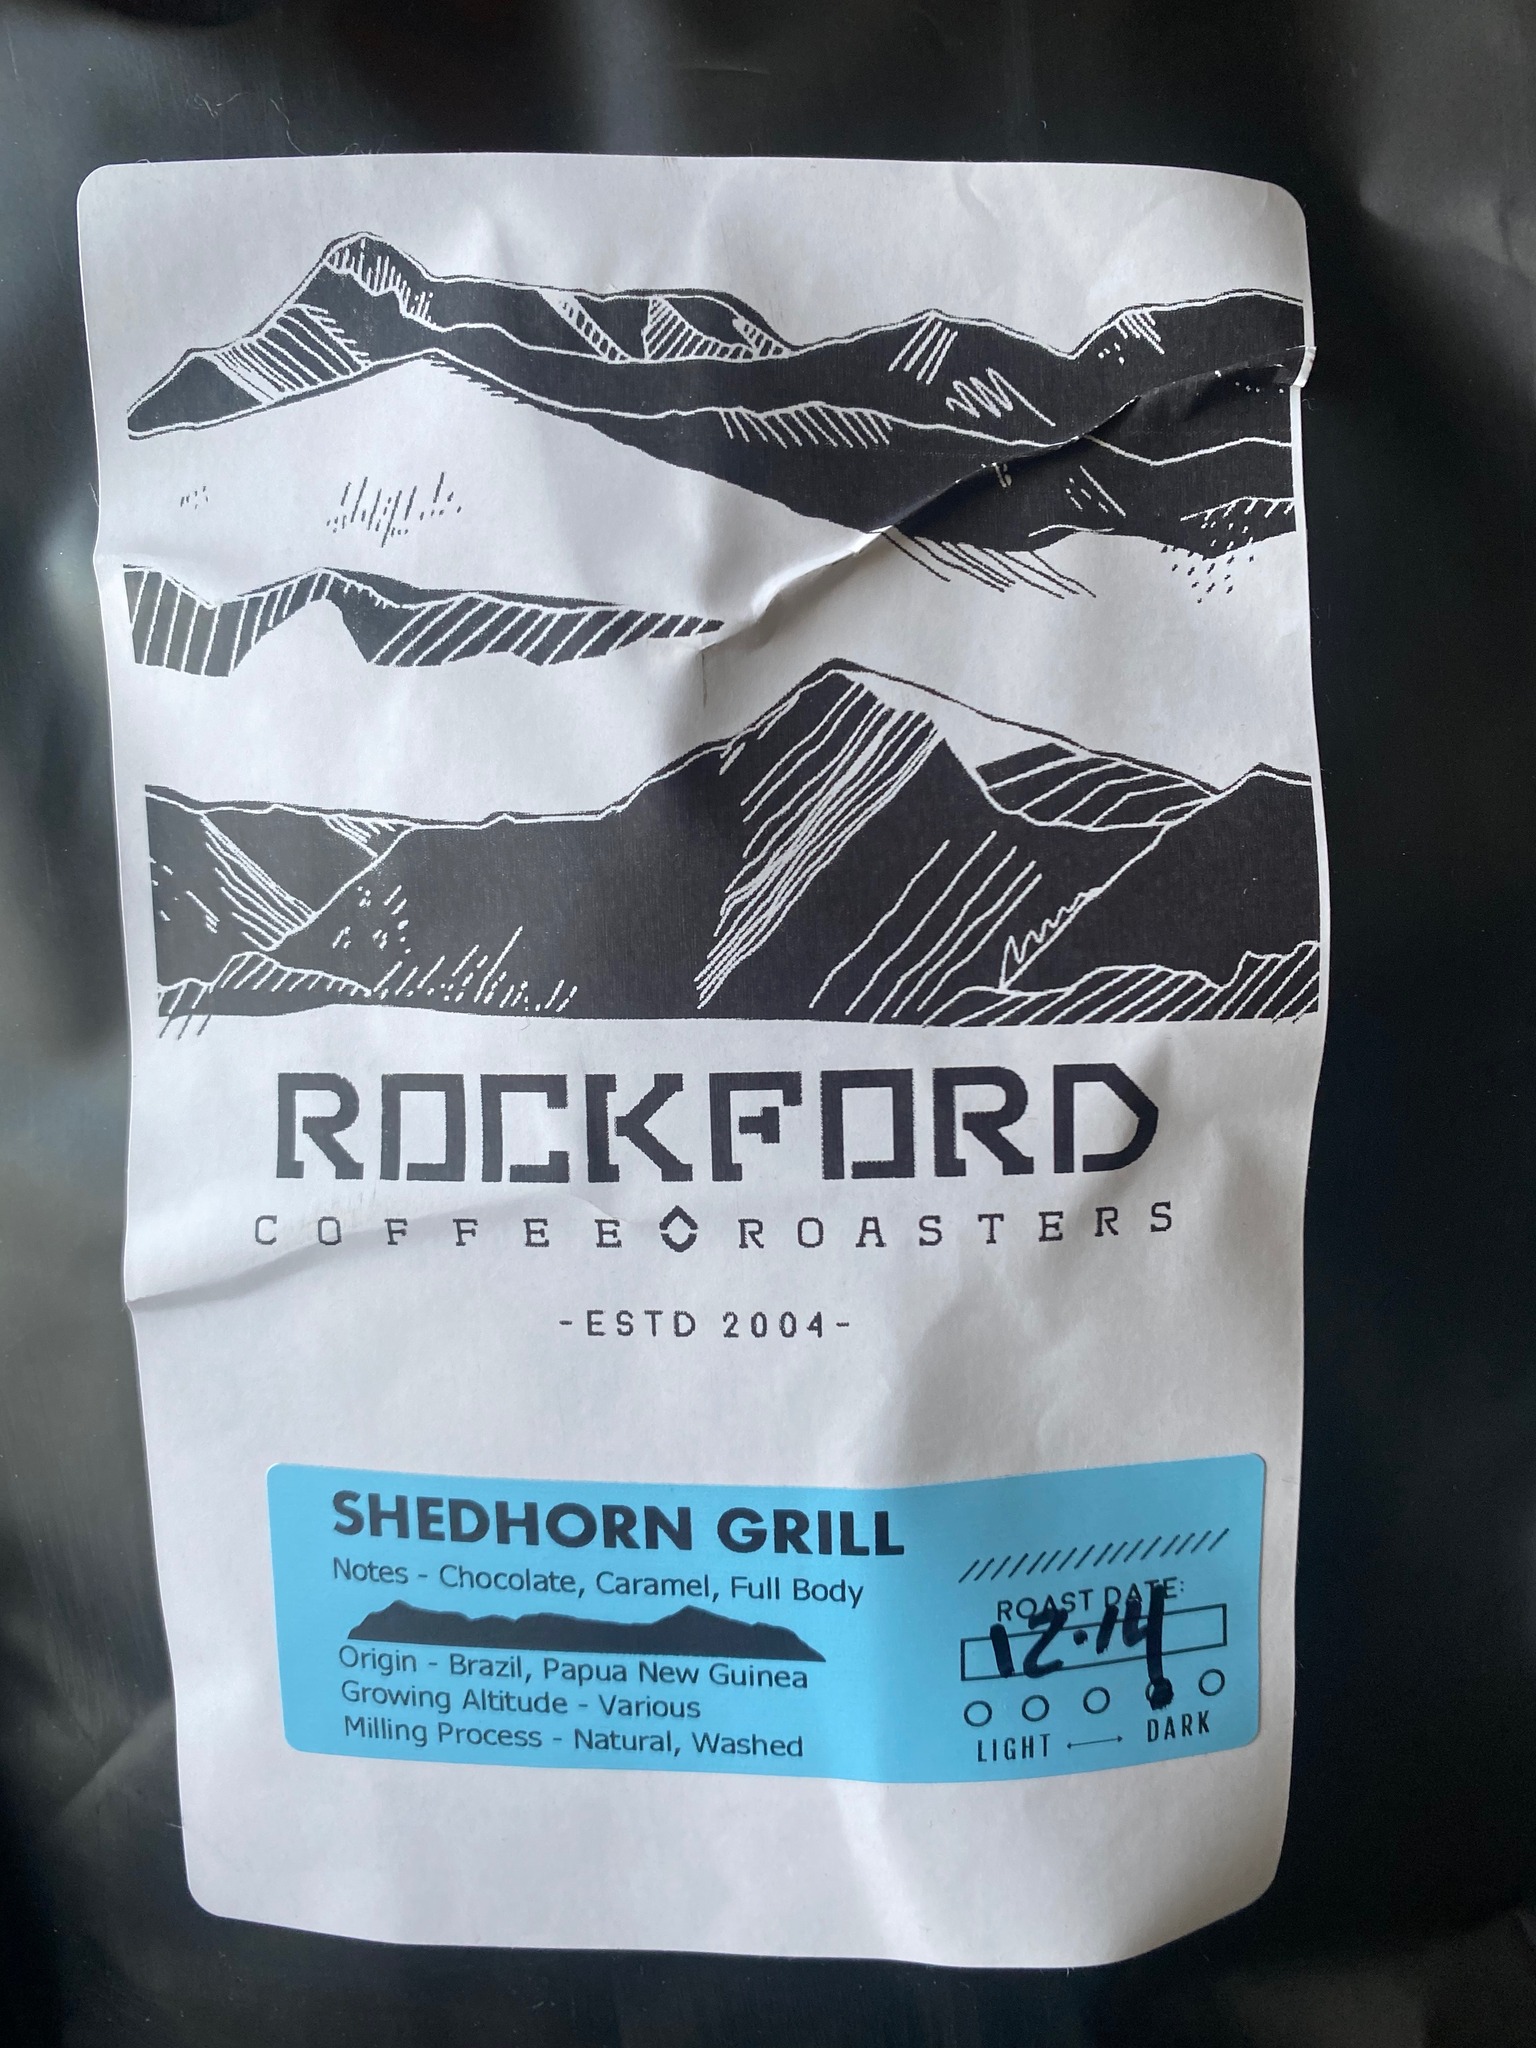 ROCKFORD
COFFEE ROASTERS
-ESTD 2004-
SHEDHORN GRILL
Notes - Chocolate, Caramel, Full Body
Origin - Brazil, Papua New Guinea
Growing Altitude - Various
Milling Process - Natural, Washed
ROAST DATE:
12.14
LIGHT DARK